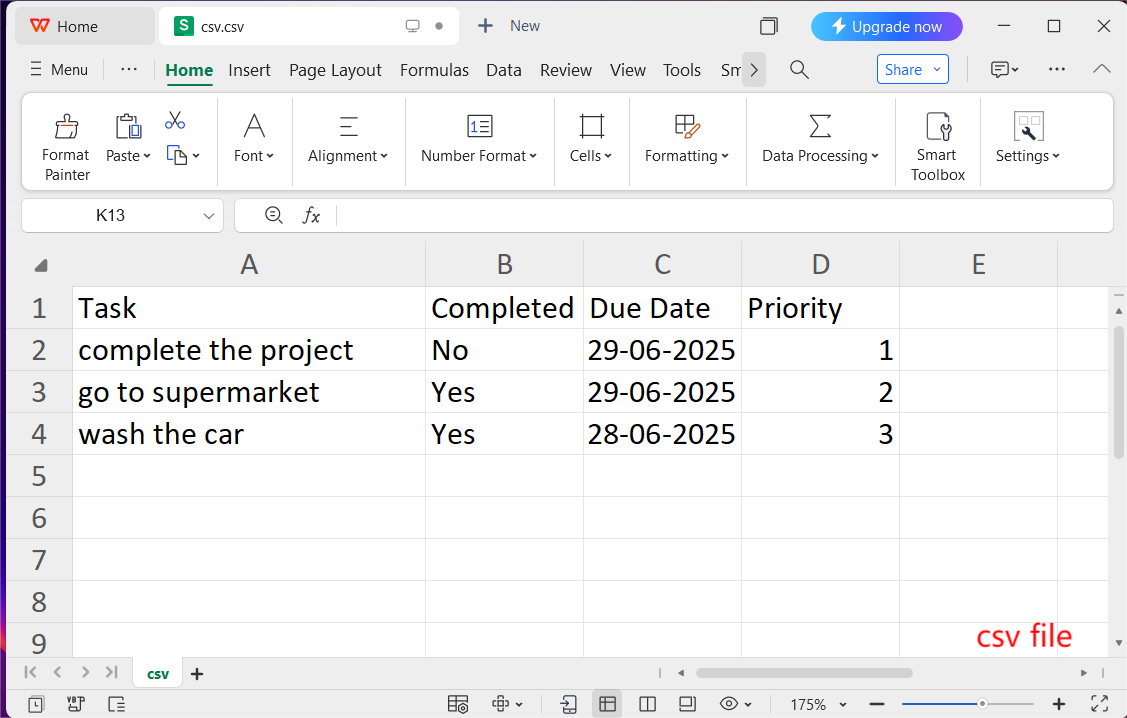 Home
csv.csv
New
Upgrade now
Menu
Home Insert Page Layout Formulas Data Review View Tools Sm
Share
Format Painter
Paste
Font
Alignment
Number Format
Cells
Formatting
Data Processing
Smart Toolbox
Settings
K13
fx
A B C D E
1 Task Completed Due Date Priority
2 complete the project No 29-06-2025 1
3 go to supermarket Yes 29-06-2025 2
4 wash the car Yes 28-06-2025 3
5
6
7
8
9
csv file
csv
175%